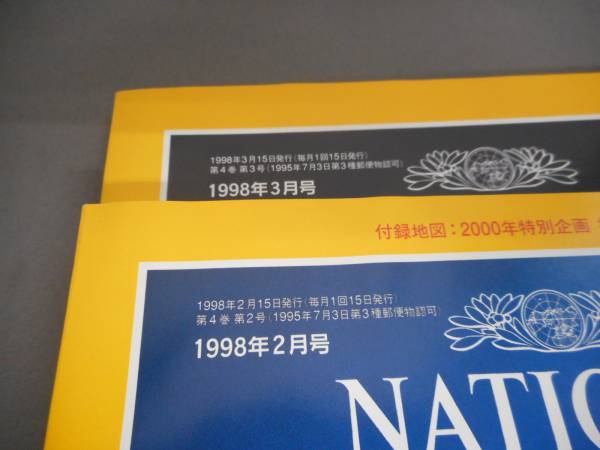 1998年3月15日発行（毎月1回15日発行）
第4巻 第3号（1995年7月3日第3種郵便物認可）
1998年3月号
付録地図：2000年特別企画
1998年2月15日発行（毎月1回15日発行）
第4巻 第2号（1995年7月3日第3種郵便物認可）
1998年2月号
NATIO